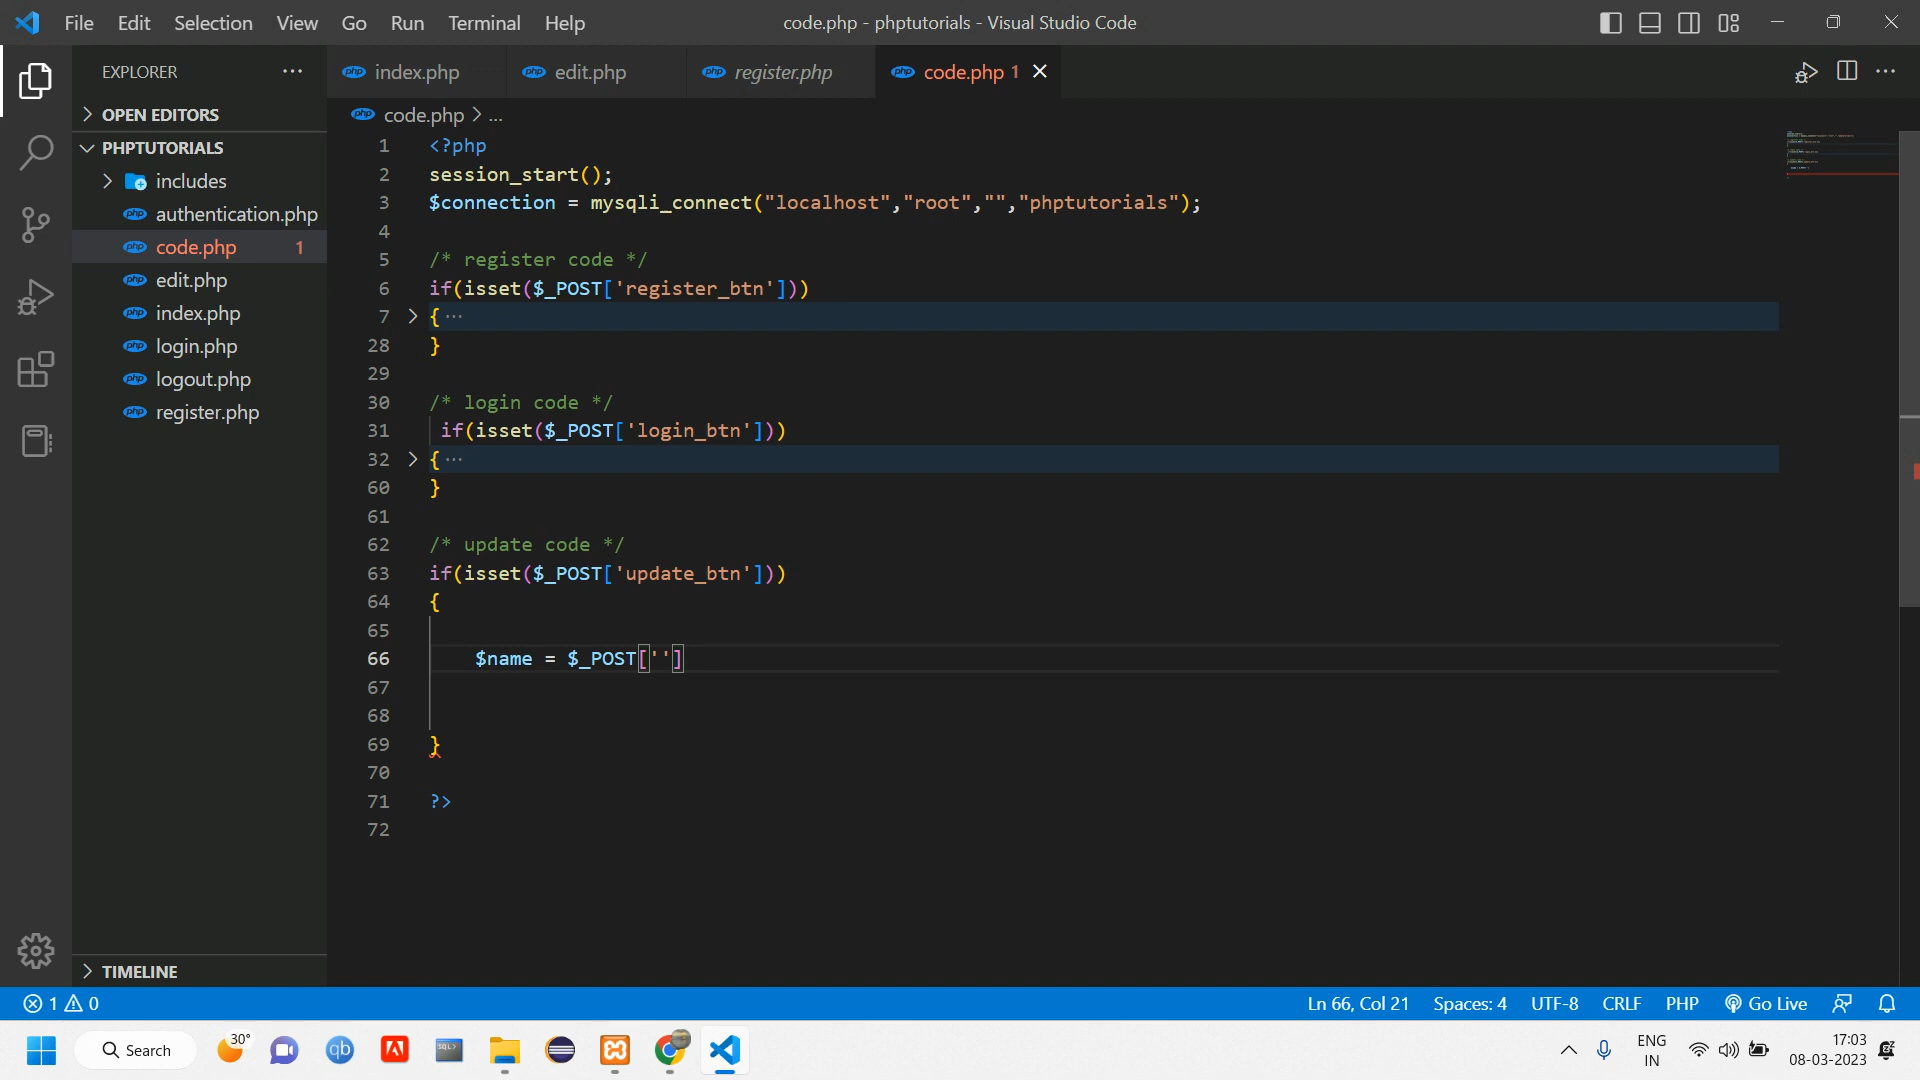 File Edit Selection View Go Run Terminal Help
code.php - phptutorials - Visual Studio Code
EXPLORER
OPEN EDITORS
PHPTUTORIALS
includes
authentication.php
code.php 1
edit.php
index.php
login.php
logout.php
register.php
TIMELINE
index.php edit.php register.php code.php 1
code.php > ...
1 <?php
2 session_start();
3 $connection = mysqli_connect("localhost","root","","phptutorials");
4
5 /* register code */
6 if(isset($_POST['register_btn']))
7 { ...
28 }
29
30 /* login code */
31 if(isset($_POST['login_btn']))
32 { ...
60 }
61
62 /* update code */
63 if(isset($_POST['update_btn']))
64 {
65
66 $name = $_POST['']
67
68
69 }
70
71 ?>
72
1 0
Ln 66, Col 21 Spaces: 4 UTF-8 CRLF PHP Go Live
30°
Search
qb
SQL>
ENG
IN
17:03
08-03-2023